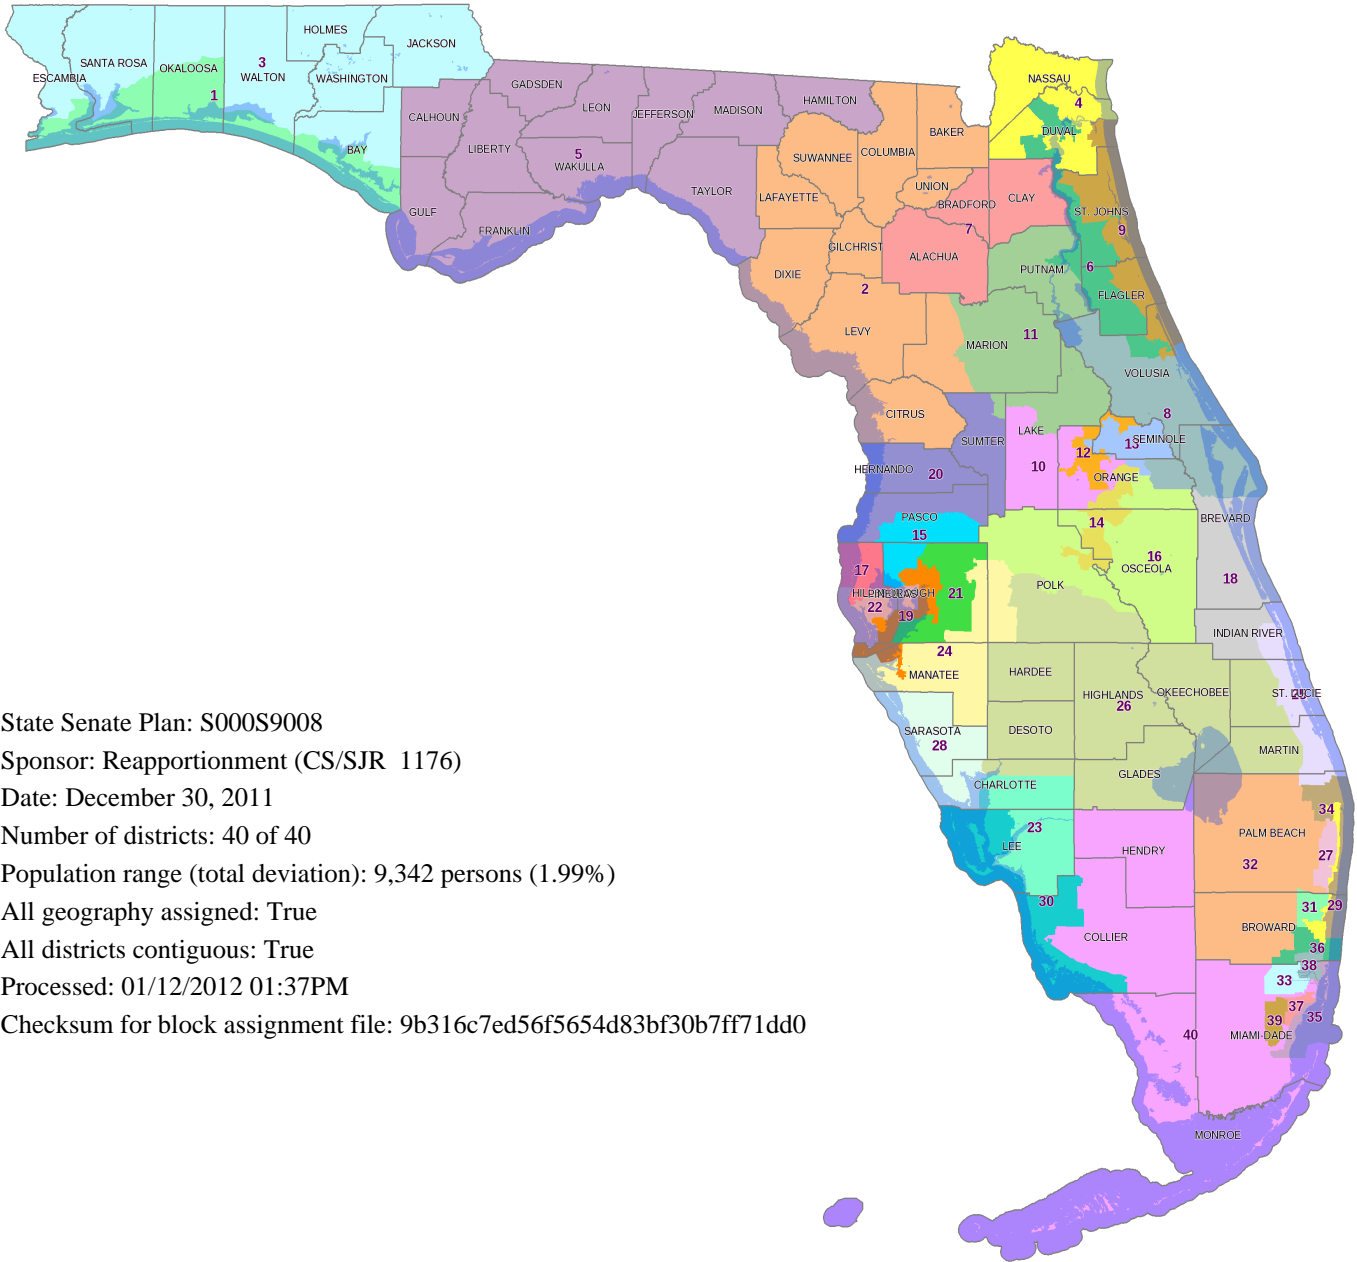 HOLMES
JACKSON
SANTA ROSA
OKALOOSA
3
WALTON
WASHINGTON
ESCAMBIA
1
BAY
GADSDEN
LEON
JEFFERSON
MADISON
HAMILTON
CALHOUN
LIBERTY
5
WAKULLA
TAYLOR
GULF
FRANKLIN
NASSAU
4
DUVAL
BAKER
COLUMBIA
SUWANNEE
UNION
LAFAYETTE
BRADFORD
CLAY
ST. JOHNS
9
7
GILCHRIST
ALACHUA
DIXIE
2
PUTNAM
6
FLAGLER
LEVY
MARION
11
VOLUSIA
8
CITRUS
SUMTER
LAKE
12
13
SEMINOLE
10
ORANGE
HERNANDO
20
PASCO
15
14
BREVARD
16
OSCEOLA
17
18
POLK
HILLSBOROUGH
PINELLAS
21
22
19
INDIAN RIVER
24
MANATEE
HARDEE
HIGHLANDS
26
OKEECHOBEE
ST. LUCIE
25
SARASOTA
28
DESOTO
MARTIN
GLADES
CHARLOTTE
23
LEE
HENDRY
PALM BEACH
34
27
32
30
31
29
COLLIER
BROWARD
36
38
33
37
39
35
MIAMI-DADE
40
MONROE
State Senate Plan: S000S9008
Sponsor: Reapportionment (CS/SJR 1176)
Date: December 30, 2011
Number of districts: 40 of 40
Population range (total deviation): 9,342 persons (1.99%)
All geography assigned: True
All districts contiguous: True
Processed: 01/12/2012 01:37PM
Checksum for block assignment file: 9b316c7ed56f5654d83bf30b7ff71dd0